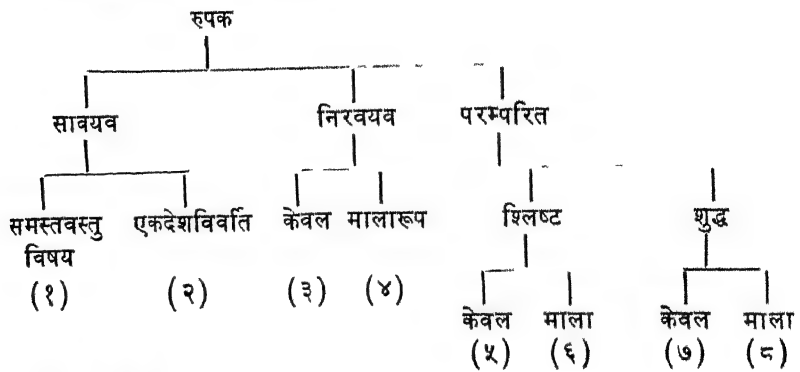 रुपक
सावयव निरवयव परम्परित
समस्तवस्तु विषय एकदेशविवर्ति केवल मालारूप श्लिष्ट शुद्ध
(१) (२) (३) (४)
केवल माला केवल माला
(५) (६) (७) (८)